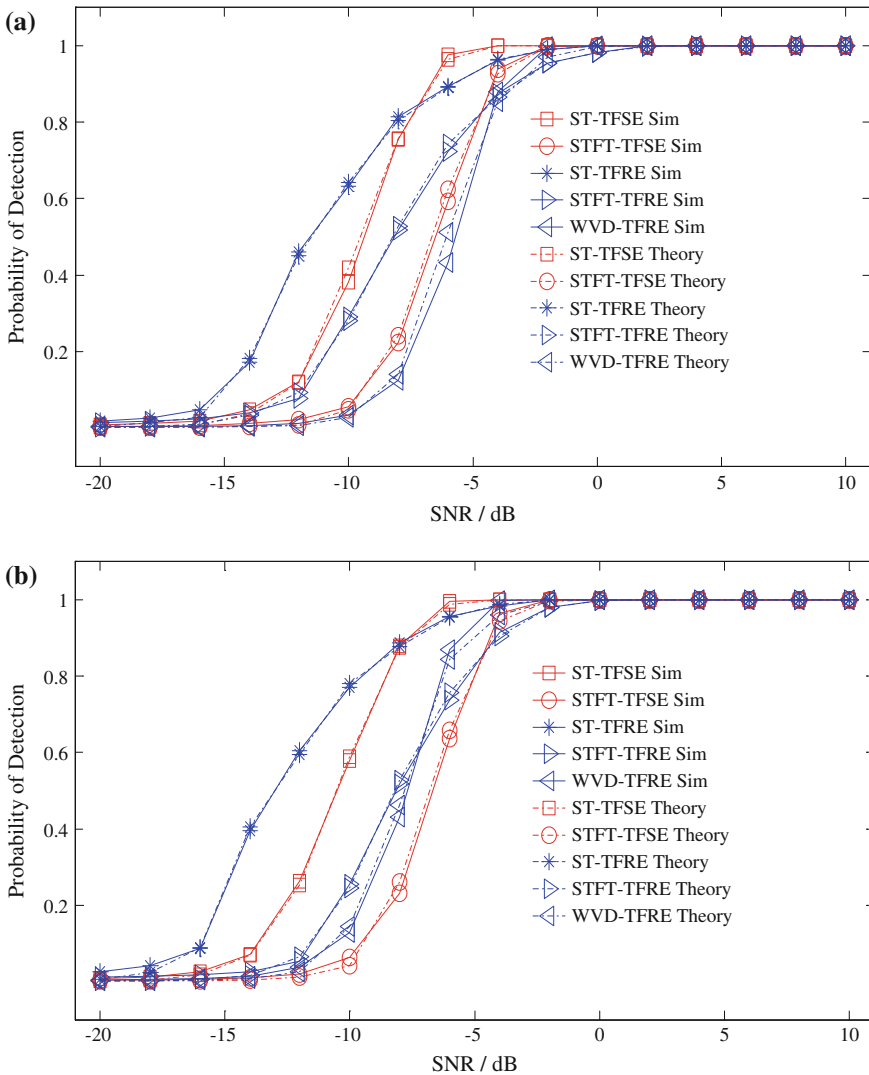 (a)
Probability of Detection
1
0.8
0.6
0.4
0.2
ST-TFSE Sim
STFT-TFSE Sim
ST-TFRE Sim
STFT-TFRE Sim
WVD-TFRE Sim
ST-TFSE Theory
STFT-TFSE Theory
ST-TFRE Theory
STFT-TFRE Theory
WVD-TFRE Theory
-20 -15 -10 -5 0 5 10
SNR / dB
(b)
Probability of Detection
1
0.8
0.6
0.4
0.2
ST-TFSE Sim
STFT-TFSE Sim
ST-TFRE Sim
STFT-TFRE Sim
WVD-TFRE Sim
ST-TFSE Theory
STFT-TFSE Theory
ST-TFRE Theory
STFT-TFRE Theory
WVD-TFRE Theory
-20 -15 -10 -5 0 5 10
SNR / dB